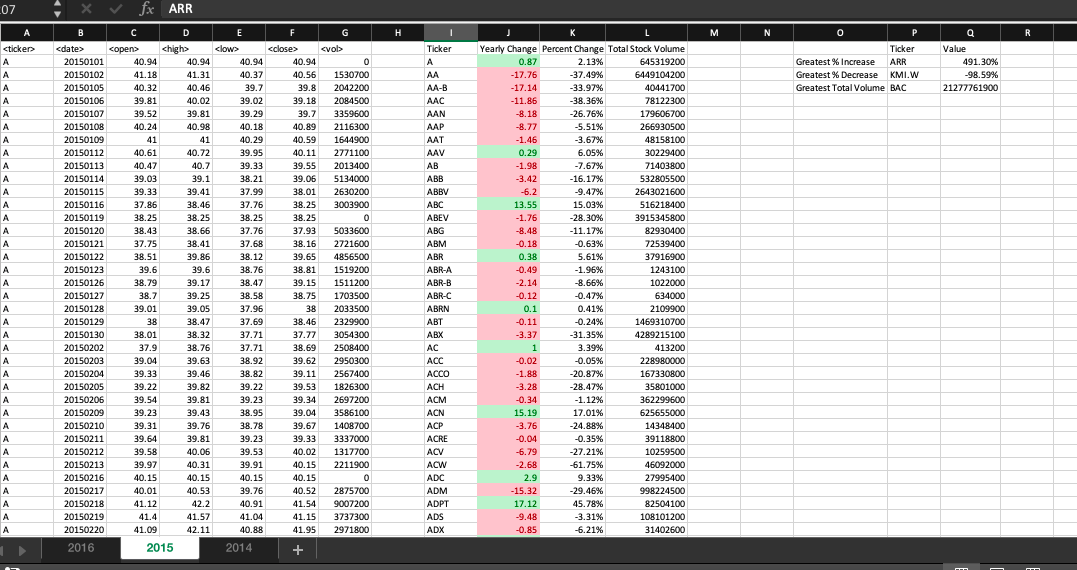 07 fx ARR
A B C D E F G H I J K L M N O P Q R
<ticker> <date> <open> <high> <low> <close> <vol> Ticker Yearly Change Percent Change Total Stock Volume Ticker Value
A 20150101 40.94 40.94 40.94 40.94 0 A 0.87 2.13% 645319200 Greatest % Increase ARR 491.30%
A 20150102 41.18 41.31 40.37 40.56 1530700 AA -17.76 -37.49% 6449104200 Greatest % Decrease KMI.W -98.59%
A 20150105 40.32 40.46 39.7 39.8 2042200 AA-B -17.14 -33.97% 40441700 Greatest Total Volume BAC 21277761900
A 20150106 39.81 40.02 39.02 39.18 2084500 AAC -11.86 -38.36% 78122300
A 20150107 39.52 39.81 39.29 39.7 3359600 AAN -8.18 -26.76% 179606700
A 20150108 40.24 40.98 40.18 40.89 2116300 AAP -8.77 -5.51% 266930500
A 20150109 41 41 40.29 40.59 1644900 AAT -1.46 -3.67% 48158100
A 20150112 40.61 40.72 39.95 40.11 2771100 AAV 0.29 6.05% 30229400
A 20150113 40.47 40.7 39.33 39.55 2013400 AB -1.98 -7.67% 71403800
A 20150114 39.03 39.1 38.21 39.06 5134000 ABB -3.42 -16.17% 532805500
A 20150115 39.33 39.41 37.99 38.01 2630200 ABBV -6.2 -9.47% 2643021600
A 20150116 37.86 38.46 37.76 38.25 3003900 ABC 13.55 15.03% 516218400
A 20150119 38.25 38.25 38.25 38.25 0 ABEV -1.76 -28.30% 3915345800
A 20150120 38.43 38.66 37.76 37.93 5033600 ABG -8.48 -11.17% 82930400
A 20150121 37.75 38.41 37.68 38.16 2721600 ABM -0.18 -0.63% 72539400
A 20150122 38.51 39.86 38.12 39.65 4856500 ABR 0.38 5.61% 37916900
A 20150123 39.6 39.6 38.76 38.81 1519200 ABR-A -0.49 -1.96% 1243100
A 20150126 38.79 39.17 38.47 39.15 1511200 ABR-B -2.14 -8.66% 1022000
A 20150127 38.7 39.25 38.58 38.75 1703500 ABR-C -0.12 -0.47% 634000
A 20150128 39.01 39.05 37.96 38 2033500 ABRN 0.1 0.41% 2109900
A 20150129 38 38.47 37.69 38.46 2329900 ABT -0.11 -0.24% 1469310700
A 20150130 38.01 38.32 37.71 37.77 3054300 ABX -3.37 -31.35% 4289215100
A 20150202 37.9 38.76 37.71 38.69 2508400 AC 1 3.39% 413200
A 20150203 39.04 39.63 38.92 39.62 2950300 ACC -0.02 -0.05% 228980000
A 20150204 39.33 39.46 38.82 39.11 2567400 ACCO -1.88 -20.87% 167330800
A 20150205 39.22 39.82 39.22 39.53 1826300 ACH -3.28 -28.47% 35801000
A 20150206 39.54 39.81 39.23 39.34 2697200 ACM -0.34 -1.12% 362299600
A 20150209 39.23 39.43 38.95 39.04 3586100 ACN 15.19 17.01% 625655000
A 20150210 39.31 39.76 38.78 39.67 1408700 ACP -3.76 -24.88% 14348400
A 20150211 39.64 39.81 39.23 39.33 3337000 ACRE -0.04 -0.35% 39118800
A 20150212 39.58 40.06 39.53 40.02 1317700 ACV -6.79 -27.21% 10259500
A 20150213 39.97 40.31 39.91 40.15 2211900 ACW -2.68 -61.75% 46092000
A 20150216 40.15 40.15 40.15 40.15 0 ADC 2.9 9.33% 27995400
A 20150217 40.01 40.53 39.76 40.52 2875700 ADM -15.32 -29.46% 998224500
A 20150218 41.12 42.2 40.91 41.54 9007200 ADPT 17.12 45.78% 82504100
A 20150219 41.4 41.57 41.04 41.15 3737300 ADS -9.48 -3.31% 108101200
A 20150220 41.09 42.11 40.88 41.95 2971800 ADX -0.85 -6.21% 31402600
2016 2015 2014 +